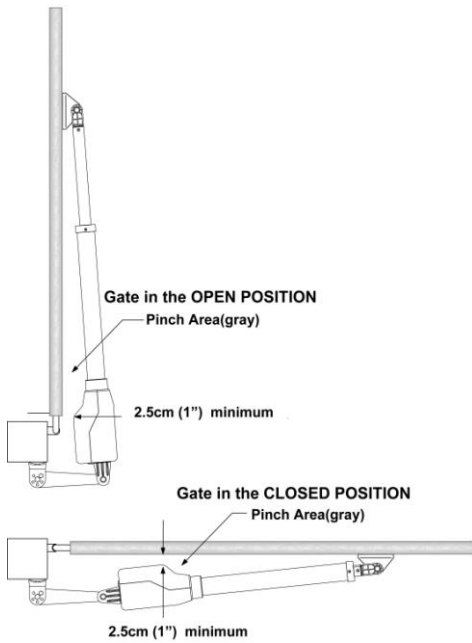 Gate in the OPEN POSITION
Pinch Area(gray)
2.5cm (1”) minimum
Gate in the CLOSED POSITION
Pinch Area(gray)
2.5cm (1”) minimum